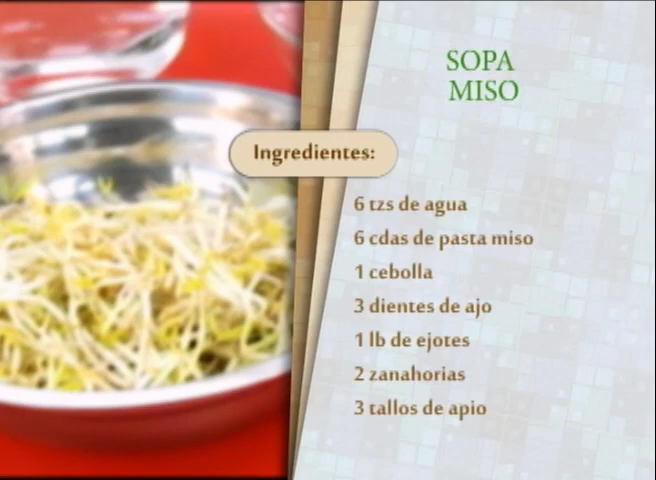 SOPA
MISO
Ingredientes:
6 tzs de agua
6 cdas de pasta miso
1 cebolla
3 dientes de ajo
1 lb de ejotes
2 zanahorias
3 tallos de apio